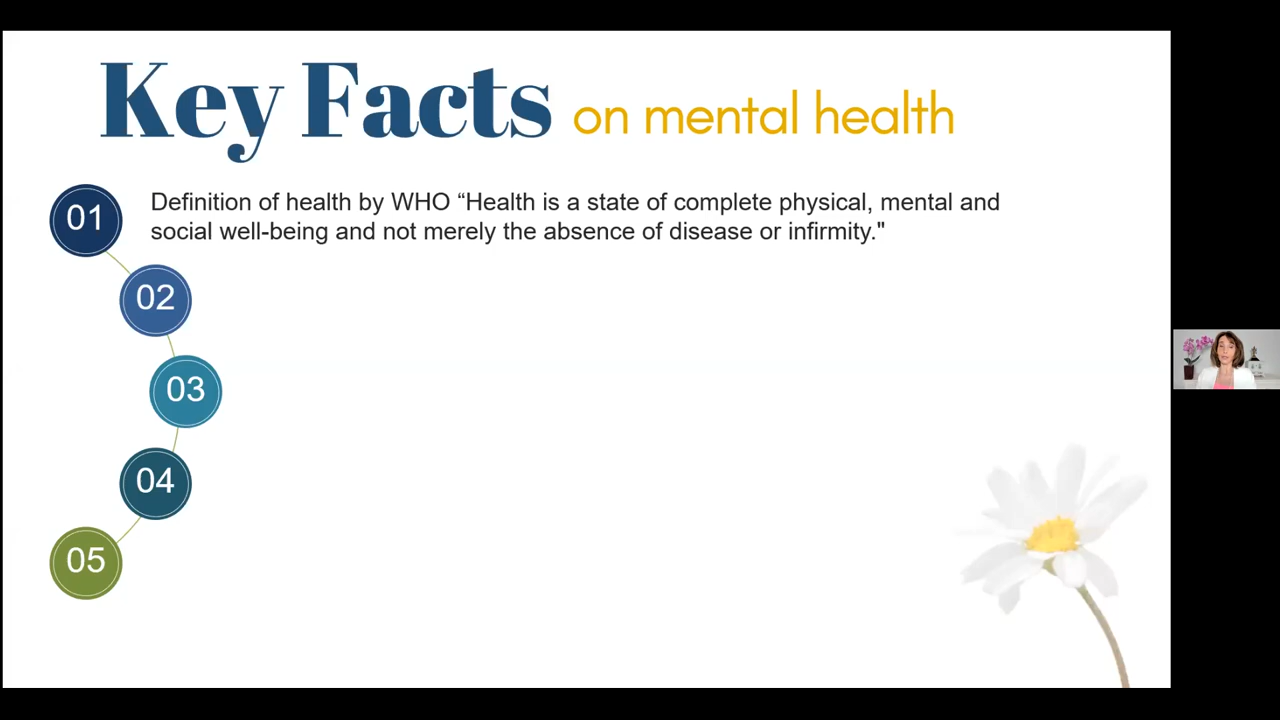 Key Facts on mental health
01
Definition of health by WHO “Health is a state of complete physical, mental and
social well-being and not merely the absence of disease or infirmity."
02
03
04
05